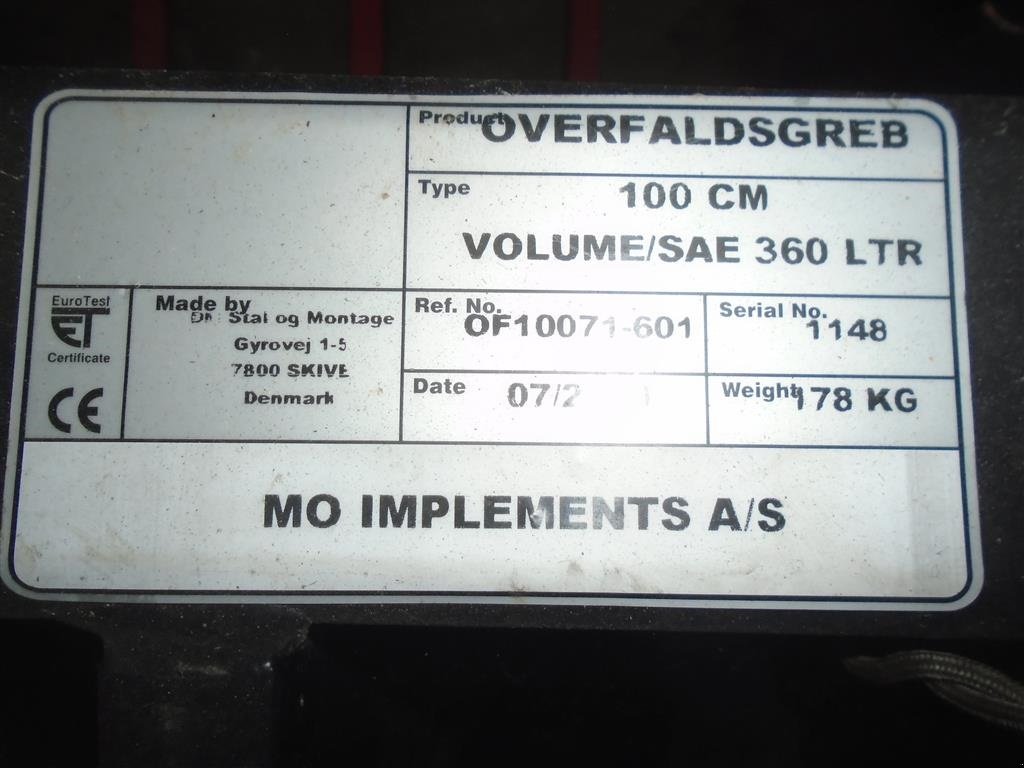 Product OVERFALDSGREB
Type 100 CM
VOLUME/SAE 360 LTR
EuroTest
ET
Certificate
CE
Made by
Stal og Montage
Gyrovej 1-5
7800 SKIVE
Denmark
Ref. No. OF10071-601
Serial No. 1148
Date
Weight 178 KG
MO IMPLEMENTS A/S